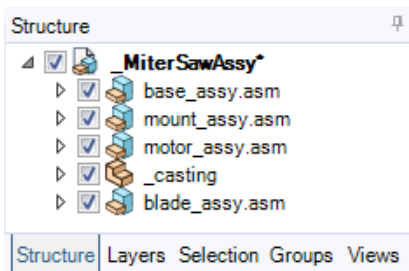 Structure
_MiterSawAssy*
base_assy.asm
mount_assy.asm
motor_assy.asm
_casting
blade_assy.asm
Structure Layers Selection Groups Views